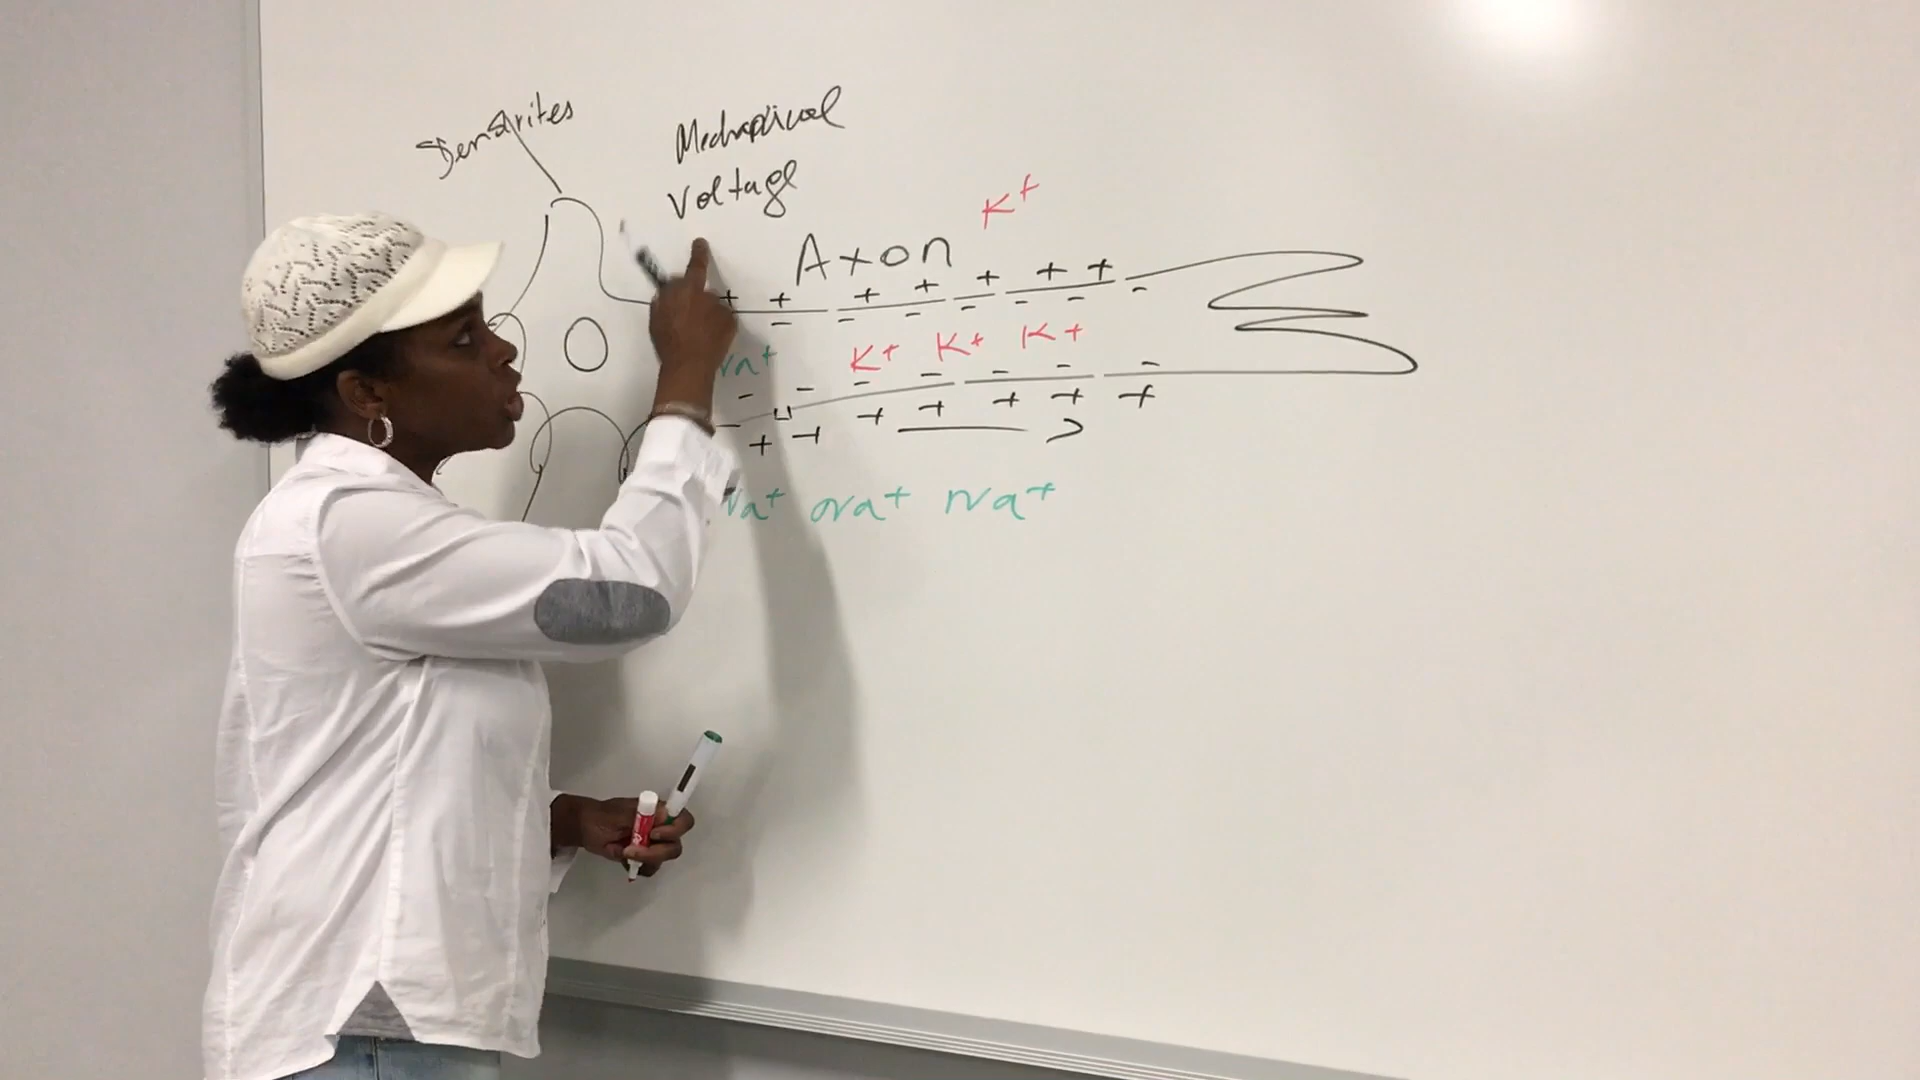 Dendrites
Mechanical
Voltage
Axon
K+
+ + + + + + +
- - - - - - -
Na+ K+ K+ K+
- - - - - - -
+ + + + + + +
Na+ Na+ Na+